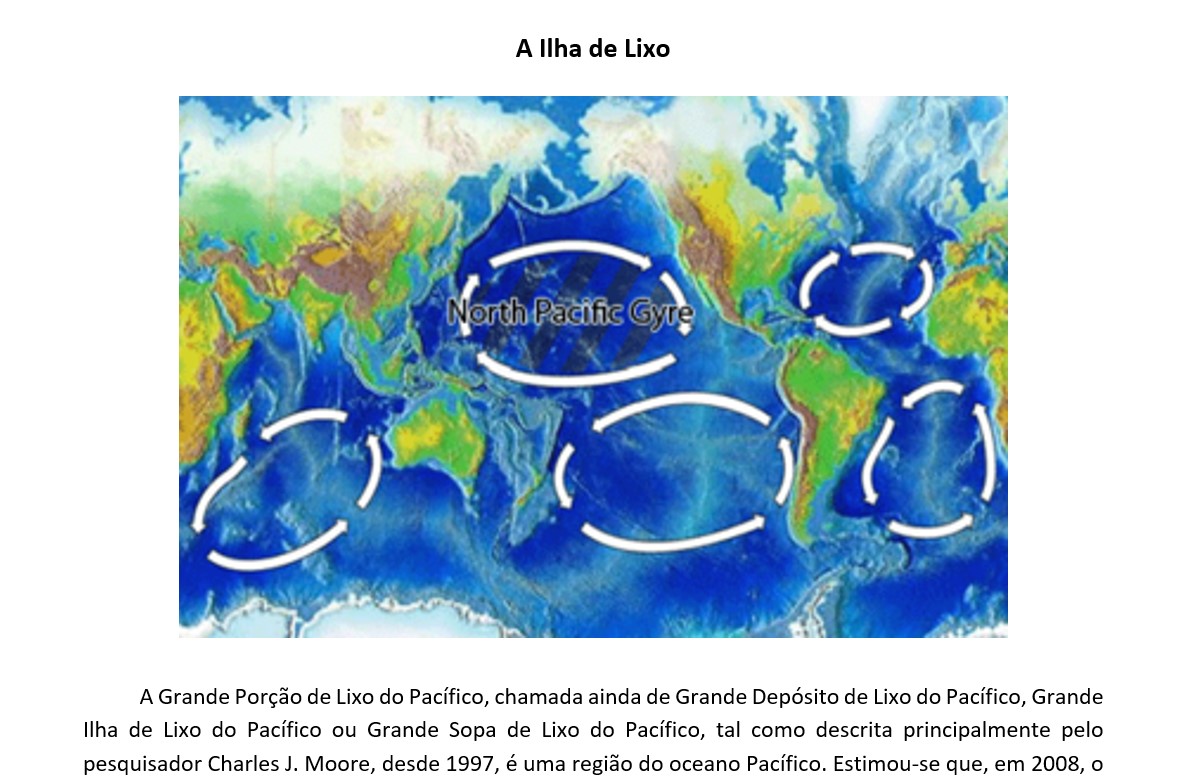 A Ilha de Lixo
North Pacific Gyre
A Grande Porção de Lixo do Pacífico, chamada ainda de Grande Depósito de Lixo do Pacífico, Grande
Ilha de Lixo do Pacífico ou Grande Sopa de Lixo do Pacífico, tal como descrita principalmente pelo
pesquisador Charles J. Moore, desde 1997, é uma região do oceano Pacífico. Estimou-se que, em 2008, o